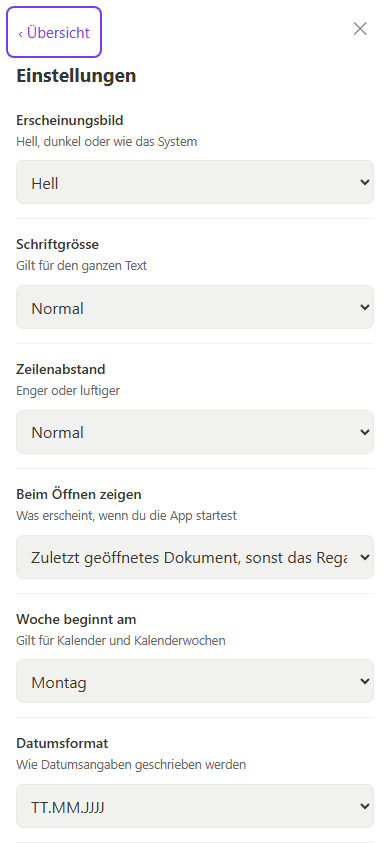 ‹ Übersicht
Einstellungen
Erscheinungsbild
Hell, dunkel oder wie das System
Hell
Schriftgrösse
Gilt für den ganzen Text
Normal
Zeilenabstand
Enger oder luftiger
Normal
Beim Öffnen zeigen
Was erscheint, wenn du die App startest
Zuletzt geöffnetes Dokument, sonst das Rega
Woche beginnt am
Gilt für Kalender und Kalenderwochen
Montag
Datumsformat
Wie Datumsangaben geschrieben werden
TT.MM.JJJJ